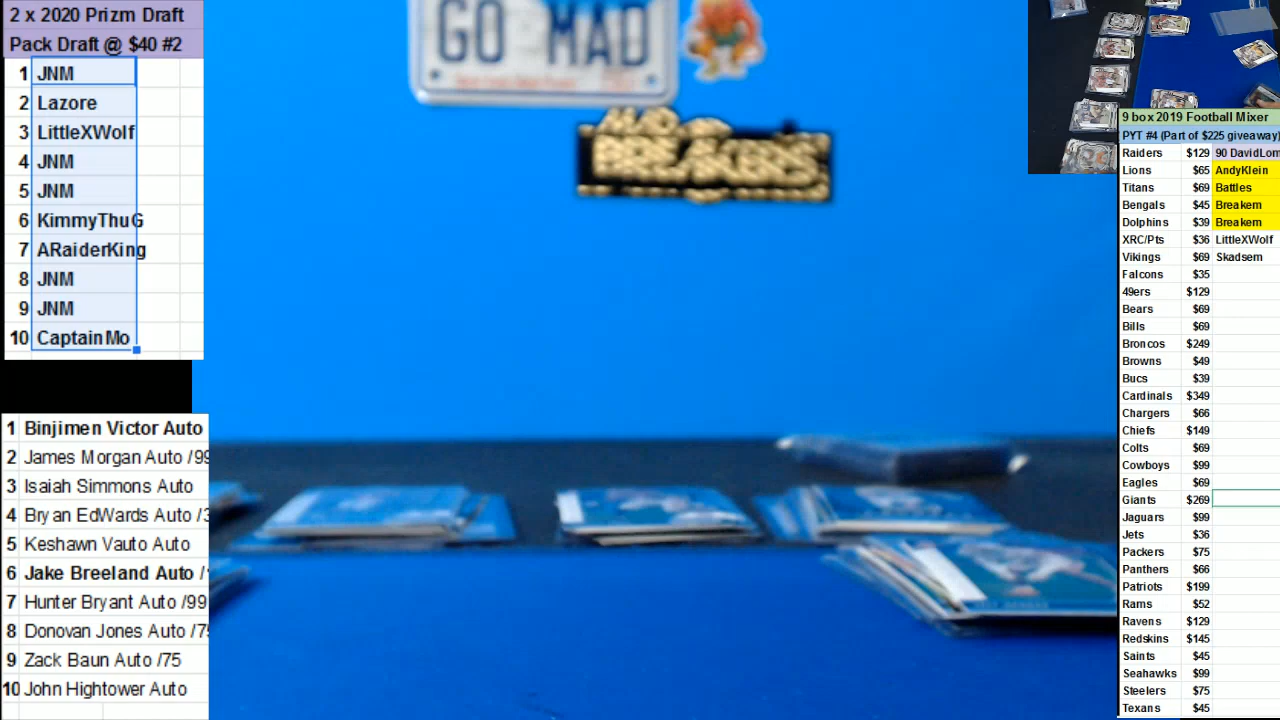 2 x 2020 Prizm Draft
Pack Draft @ $40 #2
1 JNM
2 Lazore
3 LittleXWolf
4 JNM
5 JNM
6 KimmyThuG
7 ARaiderKing
8 JNM
9 JNM
10 CaptainMo
1 Binjimen Victor Auto
2 James Morgan Auto /99
3 Isaiah Simmons Auto
4 Bryan EdWards Auto /3
5 Keshawn Vauto Auto
6 Jake Breeland Auto /
7 Hunter Bryant Auto /99
8 Donovan Jones Auto /75
9 Zack Baun Auto /75
10 John Hightower Auto
GO MAD
BREAKERS
9 box 2019 Football Mixer
PYT #4 (Part of $225 giveaway)
Raiders $129 90 DavidLom
Lions $65 AndyKlein
Titans $69 Battles
Bengals $45 Breakem
Dolphins $39 Breakem
XRC/Pts $36 LittleXWolf
Vikings $69 Skadsem
Falcons $35
49ers $129
Bears $69
Bills $69
Broncos $249
Browns $49
Bucs $39
Cardinals $349
Chargers $66
Chiefs $149
Colts $69
Cowboys $99
Eagles $69
Giants $269
Jaguars $99
Jets $36
Packers $75
Panthers $66
Patriots $199
Rams $52
Ravens $129
Redskins $145
Saints $45
Seahawks $99
Steelers $75
Texans $45